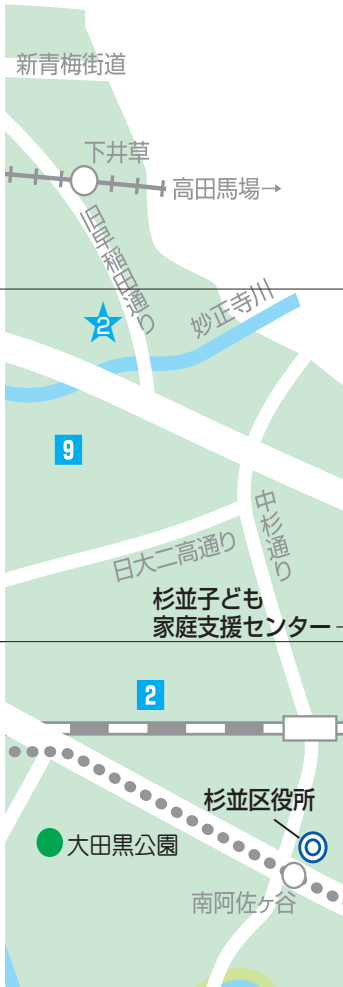 新青梅街道
下井草
高田馬場→
旧早稲田通り
2
妙正寺川
9
中杉通り
日大二高通り
杉並子ども
家庭支援センター
2
杉並区役所
大田黒公園
南阿佐ヶ谷